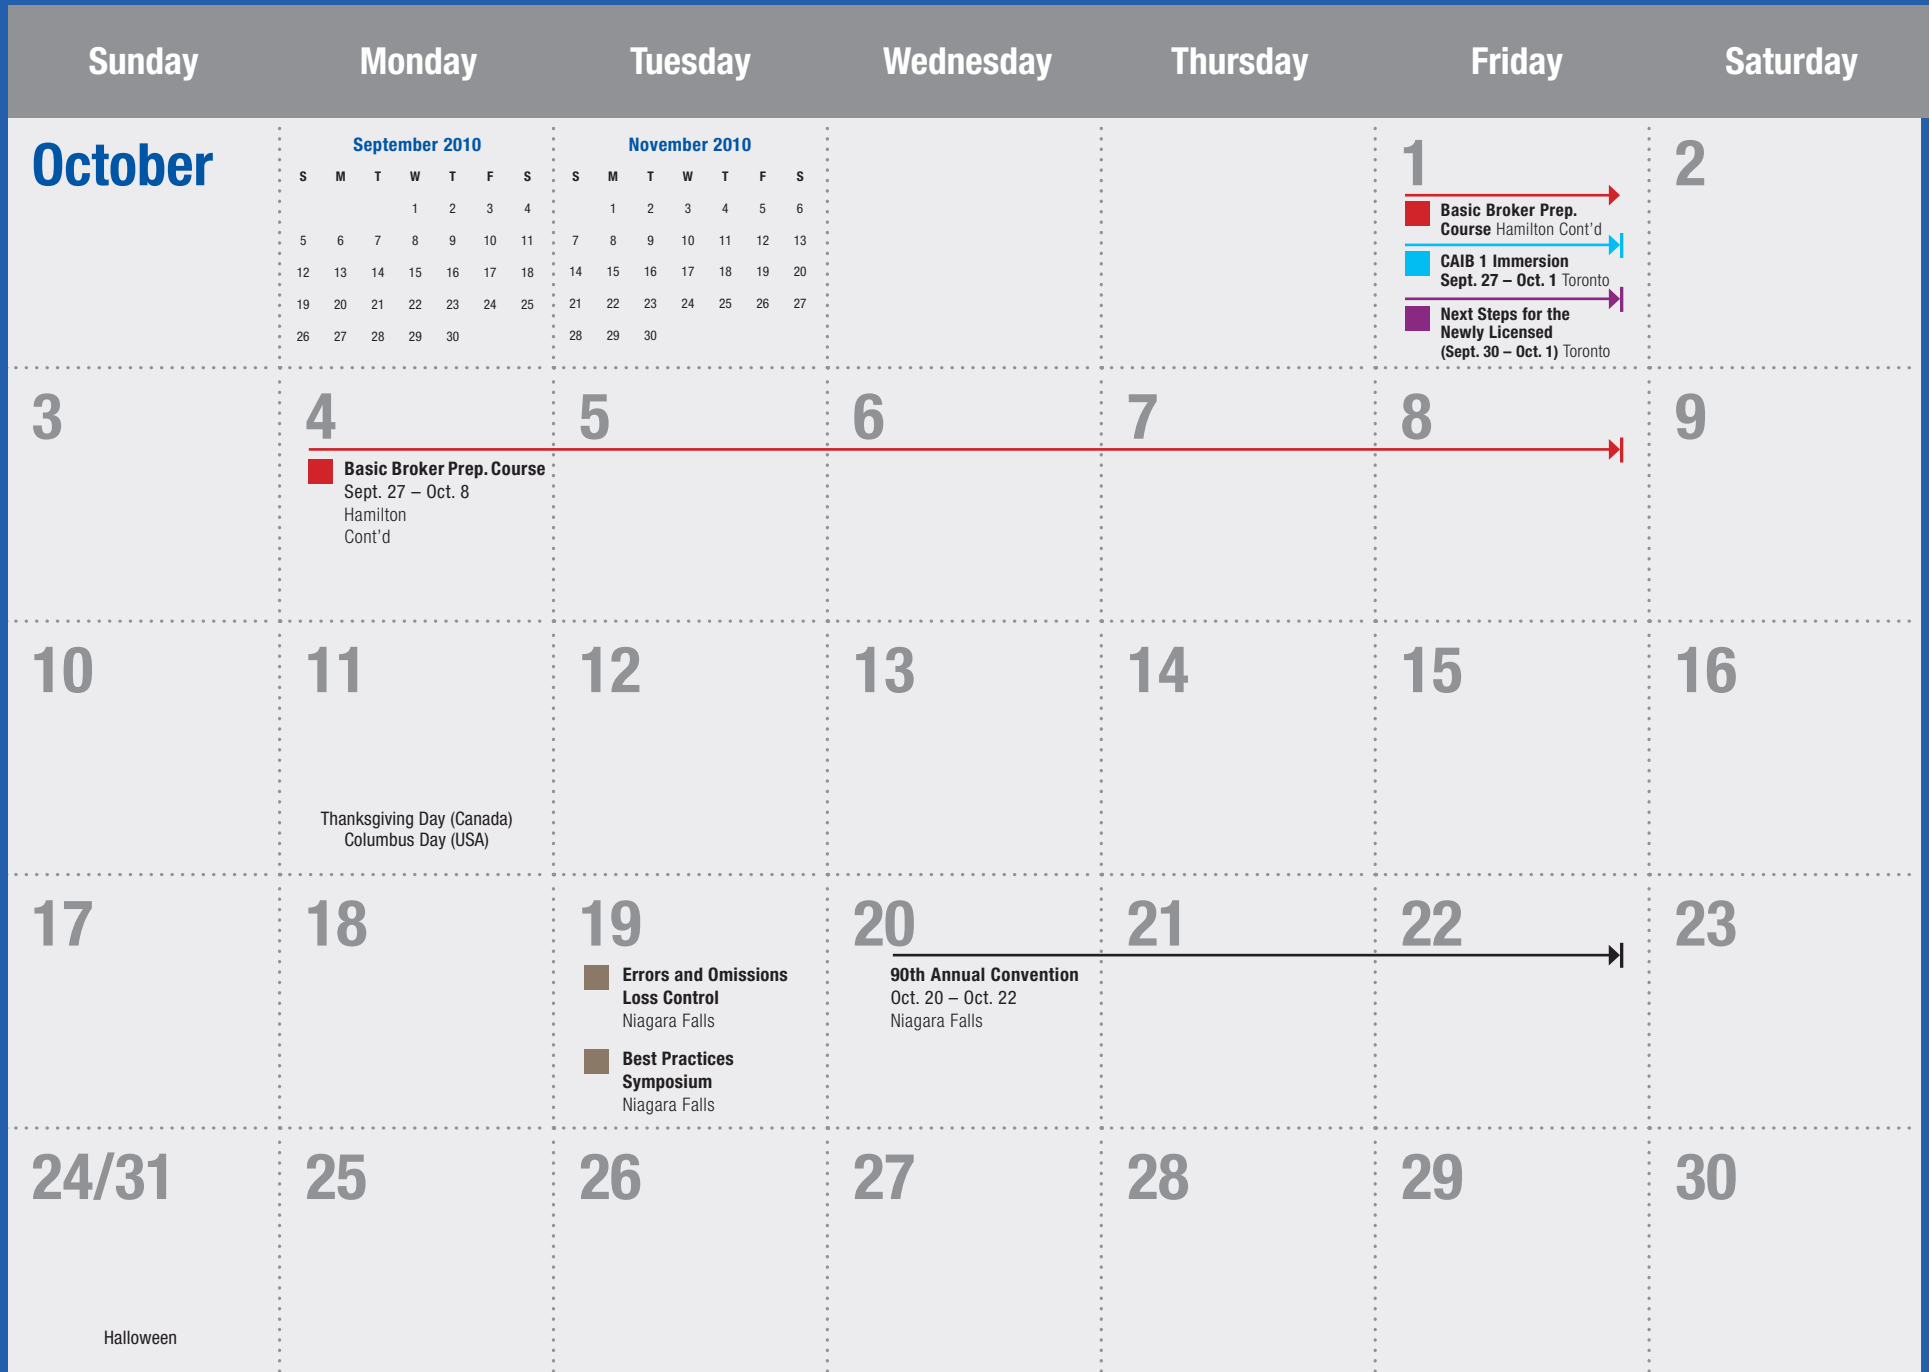 Sunday Monday Tuesday Wednesday Thursday Friday Saturday
October
September 2010
S M T W T F S
1 2 3 4
5 6 7 8 9 10 11
12 13 14 15 16 17 18
19 20 21 22 23 24 25
26 27 28 29 30
November 2010
S M T W T F S
1 2 3 4 5 6
7 8 9 10 11 12 13
14 15 16 17 18 19 20
21 22 23 24 25 26 27
28 29 30
1
Basic Broker Prep.
Course Hamilton Cont’d
CAIB 1 Immersion
Sept. 27 – Oct. 1 Toronto
Next Steps for the
Newly Licensed
(Sept. 30 – Oct. 1) Toronto
2
3
4
Basic Broker Prep. Course
Sept. 27 – Oct. 8
Hamilton
Cont’d
5
6
7
8
9
10
11
Thanksgiving Day (Canada)
Columbus Day (USA)
12
13
14
15
16
17
18
19
Errors and Omissions
Loss Control
Niagara Falls
Best Practices
Symposium
Niagara Falls
20
90th Annual Convention
Oct. 20 – Oct. 22
Niagara Falls
21
22
23
24/31
Halloween
25
26
27
28
29
30